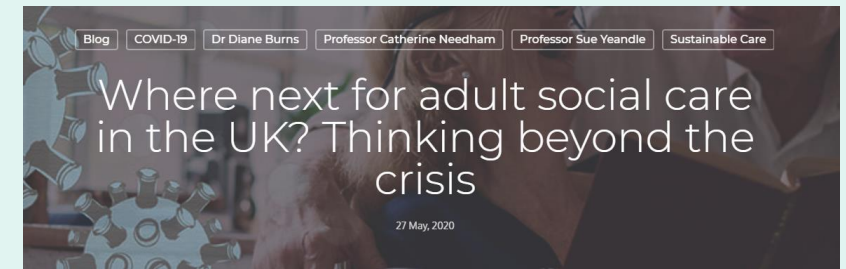 Blog COVID-19 Dr Diane Burns Professor Catherine Needham Professor Sue Yeandle Sustainable Care
Where next for adult social care
in the UK? Thinking beyond the
crisis
27 May, 2020